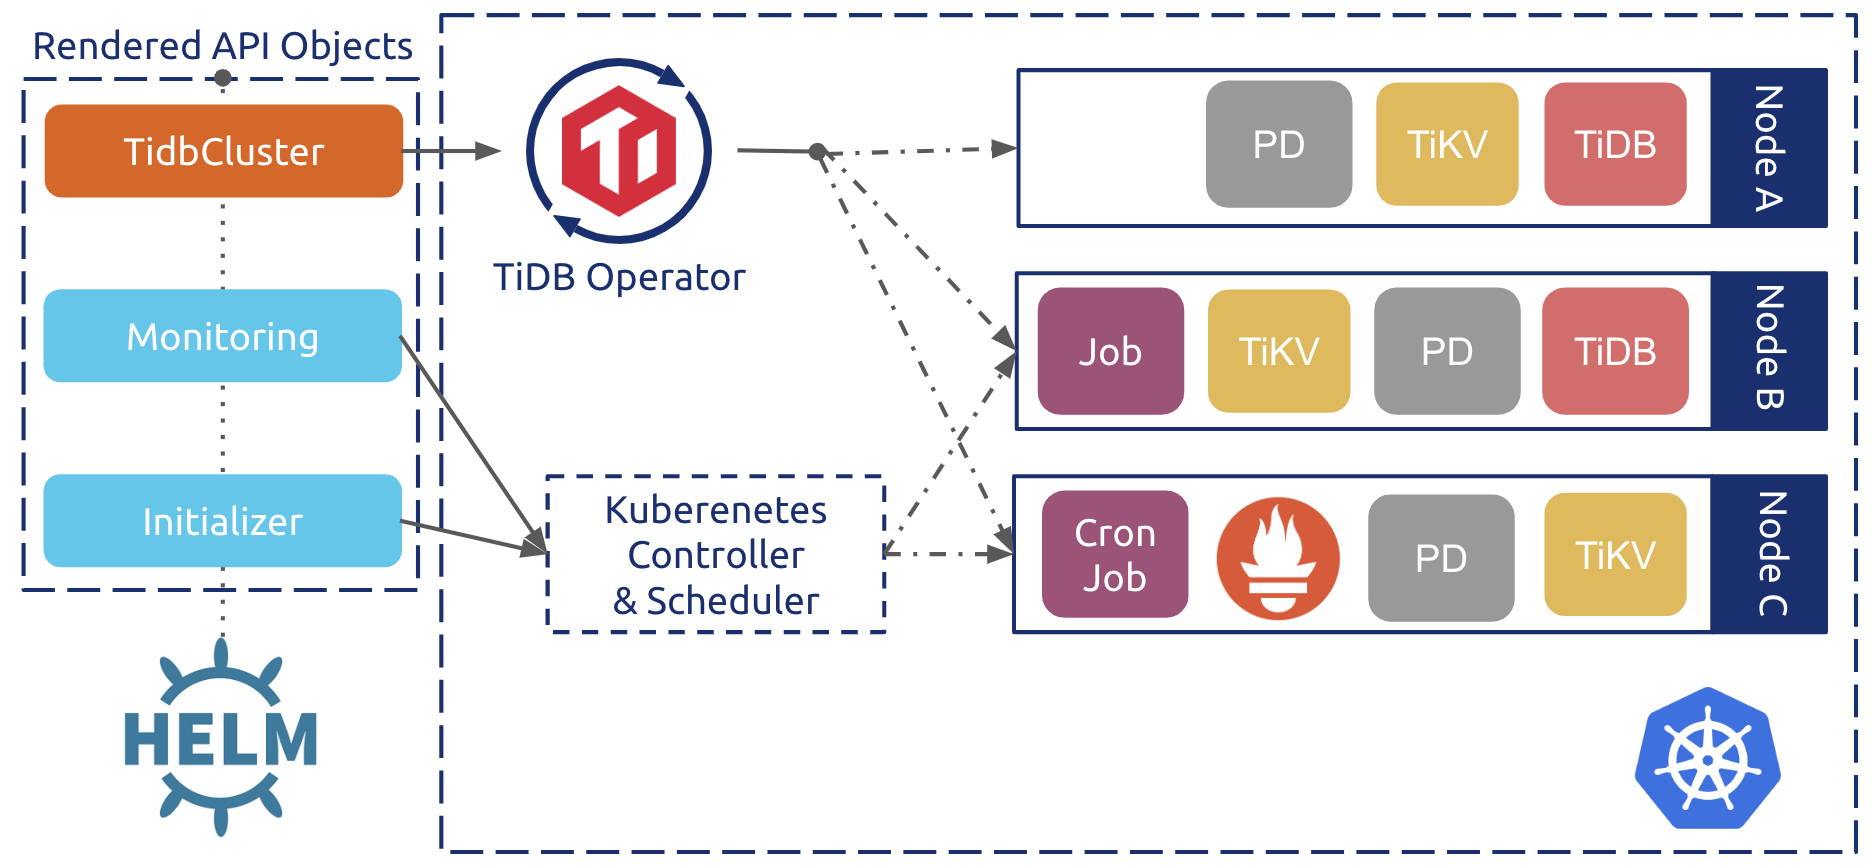 Rendered API Objects
TidbCluster
Monitoring
Initializer
HELM
TiDB Operator
Kuberenetes
Controller
& Scheduler
PD
TiKV
TiDB
Node A
Job
TiKV
PD
TiDB
Node B
Cron
Job
PD
TiKV
Node C